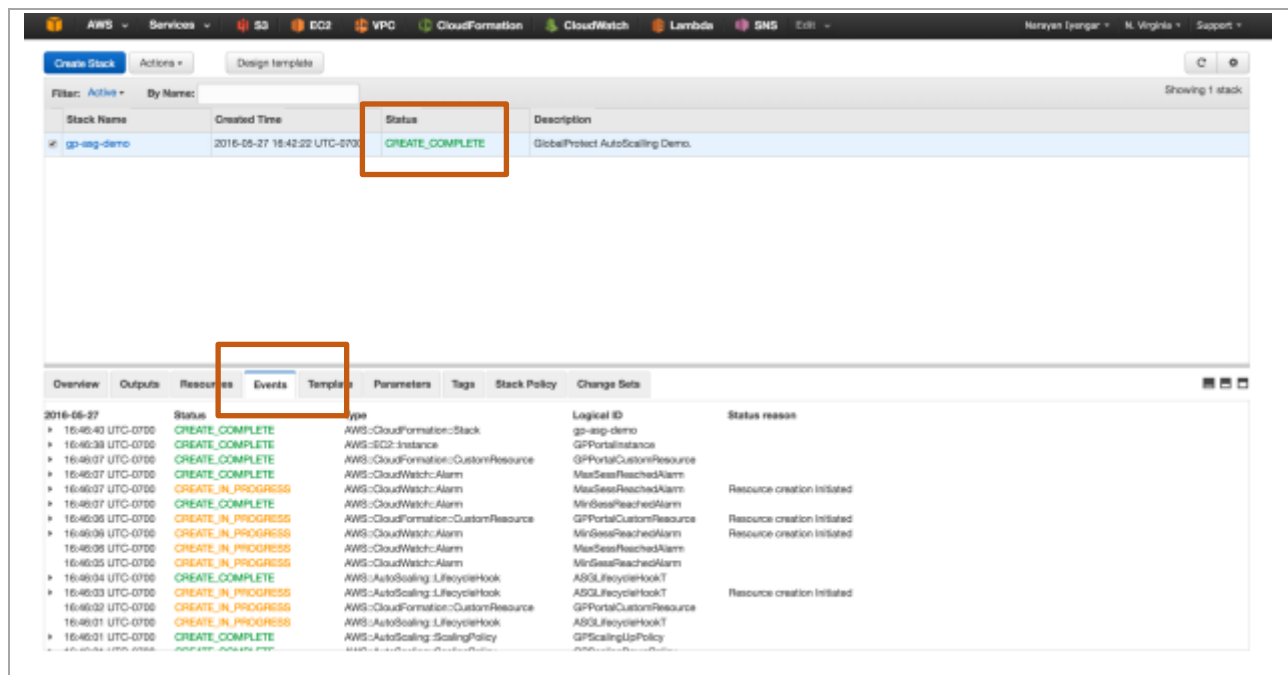 AWS Services S3 EC2 VPC CloudFormation CloudWatch Lambda SNS Edit Narayan Iyengar N. Virginia Support
Create Stack Actions Design template
Filter: Active By Name: Showing 1 stack
Stack Name Created Time Status Description
gp-asg-demo 2016-05-27 16:42:22 UTC-0700 CREATE_COMPLETE GlobalProtect AutoScaling Demo.
Overview Outputs Resources Events Template Parameters Tags Stack Policy Change Sets
2016-05-27 Status Type Logical ID Status reason
16:46:40 UTC-0700 CREATE_COMPLETE AWS::CloudFormation::Stack gp-asg-demo
16:46:38 UTC-0700 CREATE_COMPLETE AWS::EC2::Instance GPPortalInstance
16:46:07 UTC-0700 CREATE_COMPLETE AWS::CloudFormation::CustomResource GPPortalCustomResource
16:46:07 UTC-0700 CREATE_COMPLETE AWS::CloudWatch::Alarm MaxSessReachedAlarm
16:46:07 UTC-0700 CREATE_IN_PROGRESS AWS::CloudWatch::Alarm MaxSessReachedAlarm Resource creation Initiated
16:46:07 UTC-0700 CREATE_COMPLETE AWS::CloudWatch::Alarm MinSessReachedAlarm
16:46:06 UTC-0700 CREATE_IN_PROGRESS AWS::CloudFormation::CustomResource GPPortalCustomResource Resource creation Initiated
16:46:06 UTC-0700 CREATE_IN_PROGRESS AWS::CloudWatch::Alarm MinSessReachedAlarm Resource creation Initiated
16:46:06 UTC-0700 CREATE_IN_PROGRESS AWS::CloudWatch::Alarm MaxSessReachedAlarm
16:46:05 UTC-0700 CREATE_IN_PROGRESS AWS::CloudWatch::Alarm MinSessReachedAlarm
16:46:04 UTC-0700 CREATE_COMPLETE AWS::AutoScaling::LifecycleHook ASGLifecycleHookT
16:46:03 UTC-0700 CREATE_IN_PROGRESS AWS::AutoScaling::LifecycleHook ASGLifecycleHookT Resource creation Initiated
16:46:02 UTC-0700 CREATE_IN_PROGRESS AWS::CloudFormation::CustomResource GPPortalCustomResource
16:46:01 UTC-0700 CREATE_IN_PROGRESS AWS::AutoScaling::LifecycleHook ASGLifecycleHookT
16:46:01 UTC-0700 CREATE_COMPLETE AWS::AutoScaling::ScalingPolicy GPScalingUpPolicy